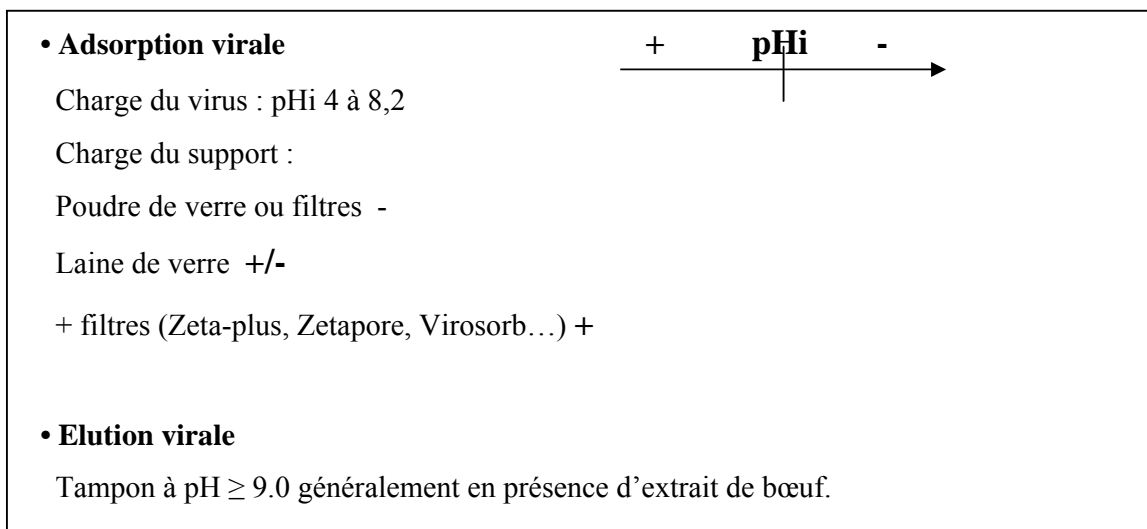 • Adsorption virale + pHi -
Charge du virus : pHi 4 à 8,2
Charge du support :
Poudre de verre ou filtres -
Laine de verre +/-
+ filtres (Zeta-plus, Zetapore, Virosorb…) +
• Elution virale
Tampon à pH ≥ 9.0 généralement en présence d’extrait de bœuf.